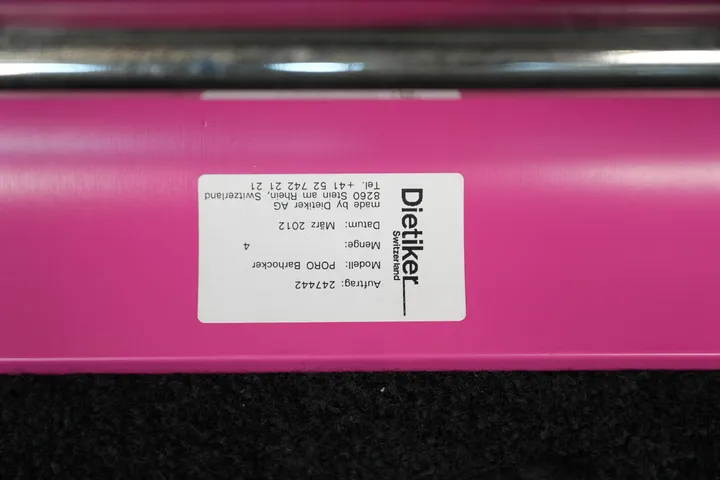 Dietiker
Switzerland
Auftrag: 247442
Modell: PORO Barhocker
Menge: 4
Datum: März 2012
made by Dietiker AG
8260 Stein am Rhein, Switzerland
Tel. +41 52 742 21 21